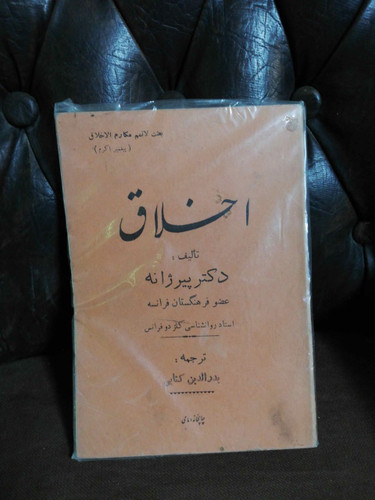 بعثت لاتمم مکارم الاخلاق
(پیغمبر اکرم)
اخلاق
تألیف:
دکتر پیر ژانه
عضو فرهنگستان فرانسه
استاد روانشناسی کلژ دو فرانس
ترجمه:
بدرالدین کتابی